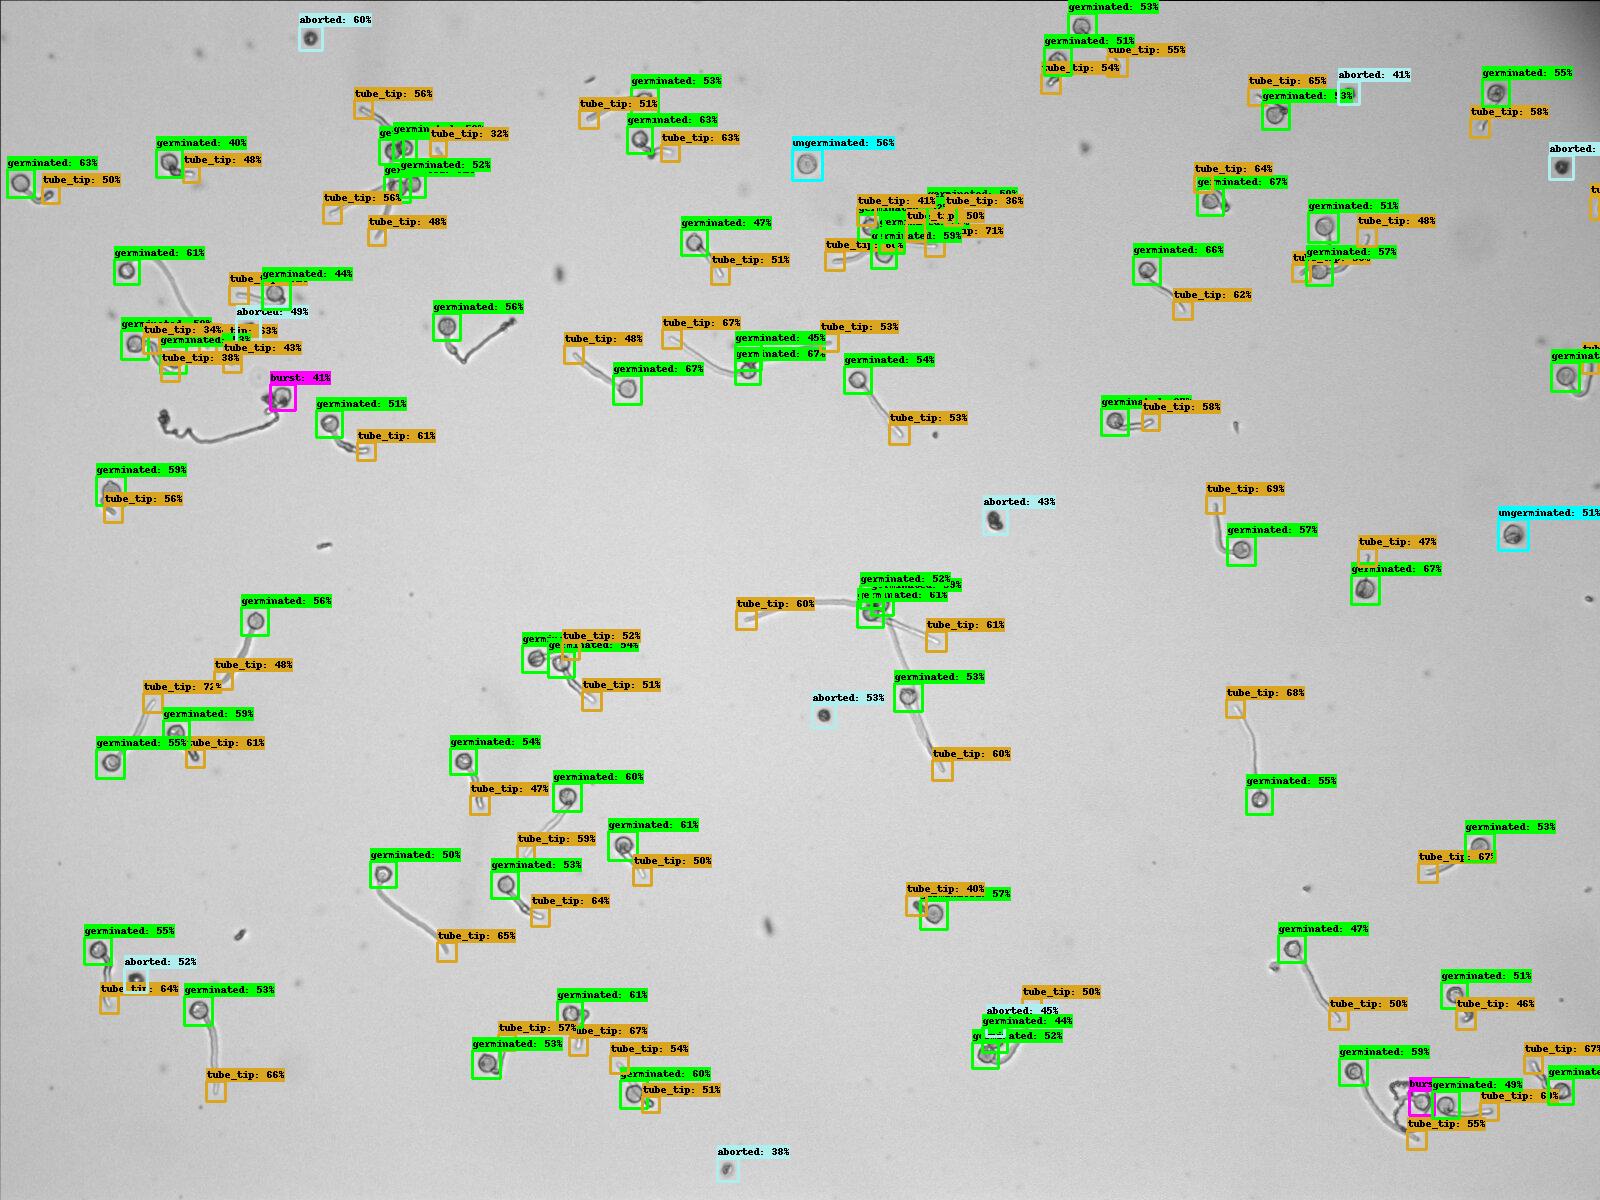 germinated: 53%
aborted: 60%
germinated: 51%
tube_tip: 55%
tube_tip: 54%
aborted: 41%
germinated: 55%
germinated: 53%
tube_tip: 65%
tube_tip: 56%
tube_tip: 51%
tube_tip: 58%
germinated: 63%
tube_tip: 32%
tube_tip: 63%
germinated: 40%
ungerminated: 56%
aborted:
germinated: 63%
tube_tip: 48%
germinated: 52%
tube_tip: 64%
tube_tip: 50%
germinated: 67%
tube_tip: 56%
tube_tip: 41%
tube_tip: 36%
germinated: 51%
tube_tip: 48%
germinated: 47%
50%
tube_tip: 48%
71%
59%
germinated: 61%
tube_tip: 51%
germinated: 66%
germinated: 57%
germinated: 44%
tube_tip: 62%
aborted: 49%
germinated: 56%
tube_tip: 67%
tube_tip: 53%
tube_tip: 34%
63%
tube_tip: 48%
germinated: 45%
tube_tip: 43%
germinated: 67%
tube_tip: 38%
germinated: 67%
germinated: 54%
burst: 41%
germinated: 51%
tube_tip: 58%
tube_tip: 53%
tube_tip: 61%
germinated: 59%
tube_tip: 56%
aborted: 43%
tube_tip: 69%
ungerminated: 51%
germinated: 57%
tube_tip: 47%
germinated: 67%
germinated: 52%
germinated: 61%
germinated: 56%
tube_tip: 60%
tube_tip: 61%
tube_tip: 52%
germinated: 54%
tube_tip: 48%
germinated: 53%
tube_tip: 72%
tube_tip: 51%
aborted: 53%
tube_tip: 68%
germinated: 59%
germinated: 55%
tube_tip: 61%
germinated: 54%
tube_tip: 60%
germinated: 60%
germinated: 55%
tube_tip: 47%
germinated: 61%
germinated: 53%
tube_tip: 59%
germinated: 50%
germinated: 53%
tube_tip: 50%
tube_tip: 67%
tube_tip: 64%
tube_tip: 40%
57%
germinated: 55%
tube_tip: 65%
germinated: 47%
aborted: 52%
tube_tip: 64%
germinated: 53%
germinated: 61%
tube_tip: 50%
germinated: 51%
tube_tip: 50%
tube_tip: 46%
aborted: 45%
germinated: 44%
tube_tip: 57%
tube_tip: 67%
germinated: 53%
52%
tube_tip: 54%
germinated: 59%
tube_tip: 67%
tube_tip: 66%
germinated: 60%
tube_tip: 51%
germinated: 49%
tube_tip: 55%
aborted: 38%